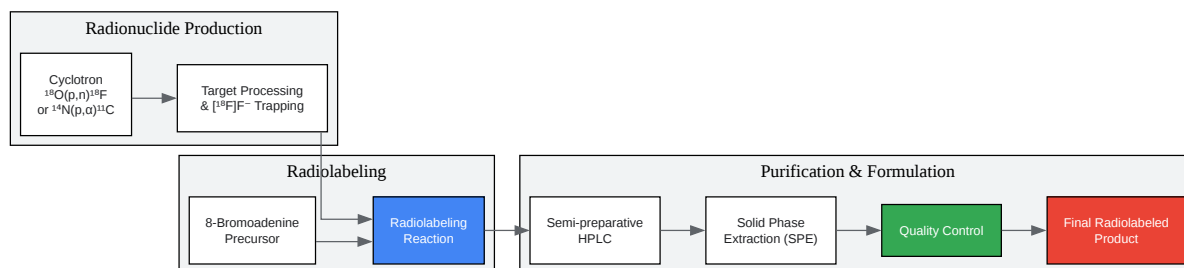 Radionuclide Production
Cyclotron
¹⁸O(p,n)¹⁸F
or ¹⁴N(p,α)¹¹C
Target Processing
& [¹⁸F]F⁻ Trapping
Radiolabeling
8-Bromoadenine
Precursor
Radiolabeling
Reaction
Purification & Formulation
Semi-preparative
HPLC
Solid Phase
Extraction (SPE)
Quality Control
Final Radiolabeled
Product